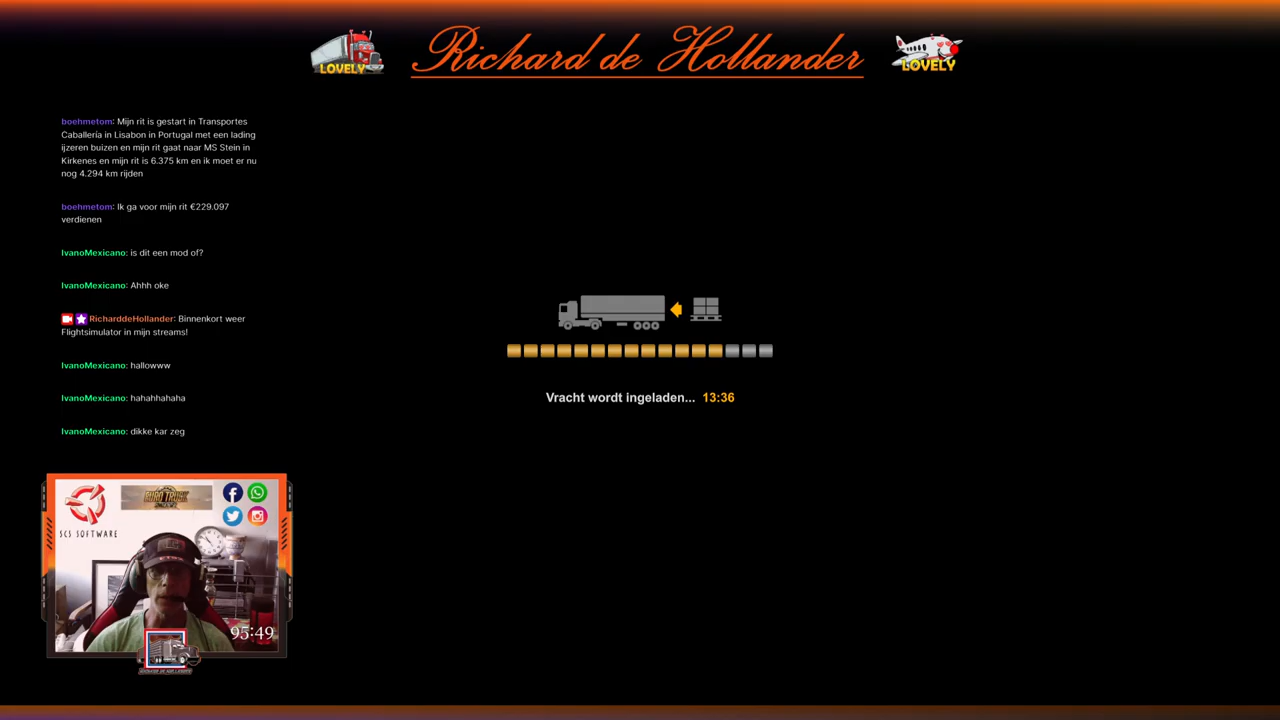 LOVELY
Richard de Hollander
LOVELY
boehmetom: Mijn rit is gestart in Transportes
Caballería in Lisabon in Portugal met een lading
ijzeren buizen en mijn rit gaat naar MS Stein in
Kirkenes en mijn rit is 6.375 km en ik moet er nu
nog 4.294 km rijden
boehmetom: Ik ga voor mijn rit €229.097
verdienen
IvanoMexicano: is dit een mod of?
IvanoMexicano: Ahhh oke
RicharddeHollander: Binnenkort weer
Flightsimulator in mijn streams!
IvanoMexicano: hallowww
IvanoMexicano: hahahhahaha
IvanoMexicano: dikke kar zeg
Vracht wordt ingeladen... 13:36
EURO TRUCK
SCS SOFTWARE
95:49